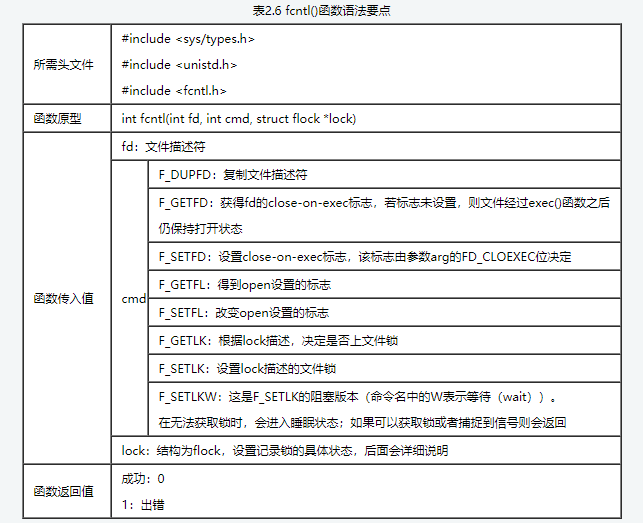 表2.6 fcntl()函数语法要点
所需头文件
#include <sys/types.h>
#include <unistd.h>
#include <fcntl.h>
函数原型
int fcntl(int fd, int cmd, struct flock *lock)
函数传入值
fd：文件描述符
cmd
F_DUPFD：复制文件描述符
F_GETFD：获得fd的close-on-exec标志，若标志未设置，则文件经过exec()函数之后
仍保持打开状态
F_SETFD：设置close-on-exec标志，该标志由参数arg的FD_CLOEXEC位决定
F_GETFL：得到open设置的标志
F_SETFL：改变open设置的标志
F_GETLK：根据lock描述，决定是否上文件锁
F_SETLK：设置lock描述的文件锁
F_SETLKW：这是F_SETLK的阻塞版本（命令名中的W表示等待（wait））。
在无法获取锁时，会进入睡眠状态；如果可以获取锁或者捕捉到信号则会返回
lock：结构为flock，设置记录锁的具体状态，后面会详细说明
函数返回值
成功：0
1：出错